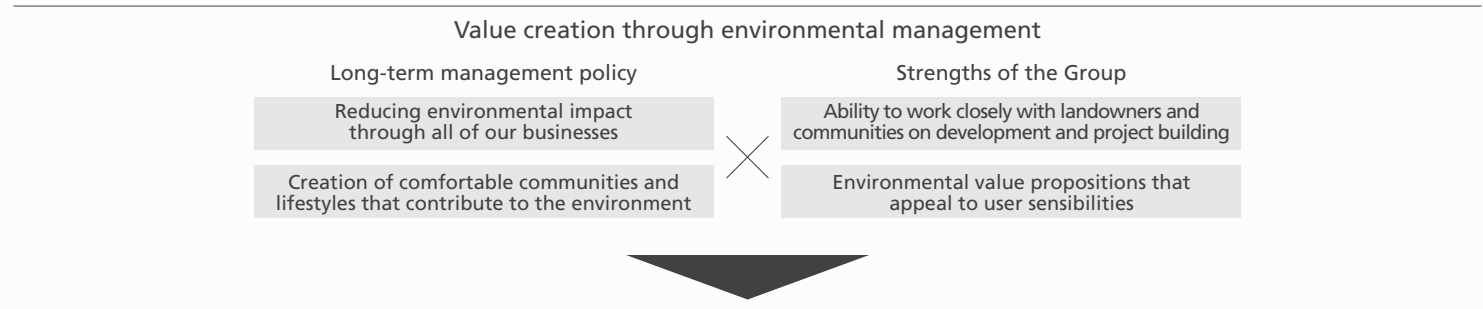 Value creation through environmental management
Long-term management policy
Reducing environmental impact
through all of our businesses
Creation of comfortable communities and
lifestyles that contribute to the environment
Strengths of the Group
Ability to work closely with landowners and
communities on development and project building
Environmental value propositions that
appeal to user sensibilities